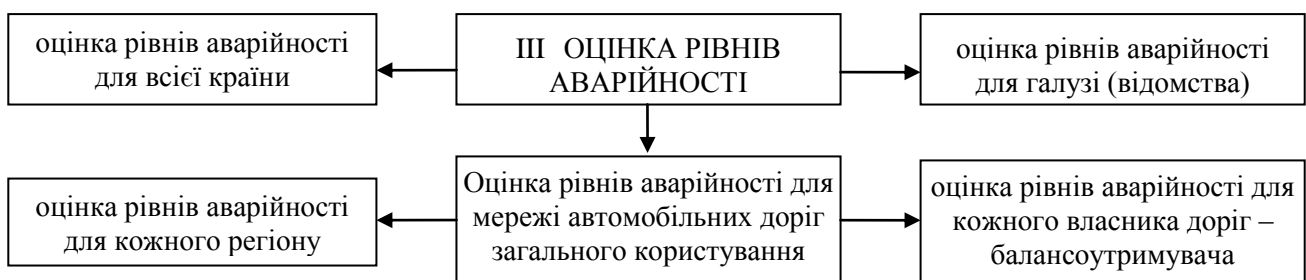 оцінка рівнів аварійності
для всієї країни
ІІІ ОЦІНКА РІВНІВ
АВАРІЙНОСТІ
оцінка рівнів аварійності
для галузі (відомства)
оцінка рівнів аварійності
для кожного регіону
Оцінка рівнів аварійності для
мережі автомобільних доріг
загального користування
оцінка рівнів аварійності для
кожного власника доріг –
балансоутримувача